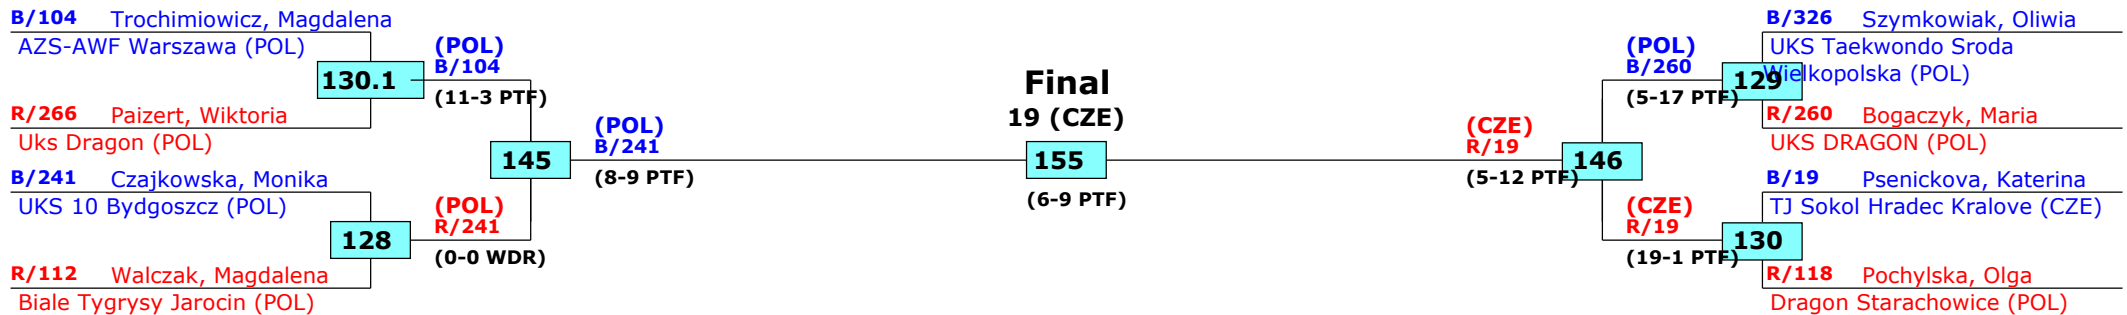 B/104 Trochimiowicz, Magdalena
AZS-AWF Warszawa (POL)
130.1
R/266 Paizert, Wiktoria
Uks Dragon (POL)
B/241 Czajkowska, Monika
UKS 10 Bydgoszcz (POL)
128
R/112 Walczak, Magdalena
Biale Tygrysy Jarocin (POL)
(POL)
B/104
(11-3 PTF)
145
(POL)
R/241
(0-0 WDR)
(POL)
B/241
(8-9 PTF)
Final
19 (CZE)
155
(6-9 PTF)
(CZE)
R/19
(5-12 PTF)
146
(POL)
B/260
(5-17 PTF)
(CZE)
R/19
(19-1 PTF)
B/326 Szymkowiak, Oliwia
UKS Taekwondo Sroda
Wielkopolska (POL)
129
R/260 Bogaczyk, Maria
UKS DRAGON (POL)
B/19 Psenickova, Katerina
TJ Sokol Hradec Kralove (CZE)
130
R/118 Pochylska, Olga
Dragon Starachowice (POL)